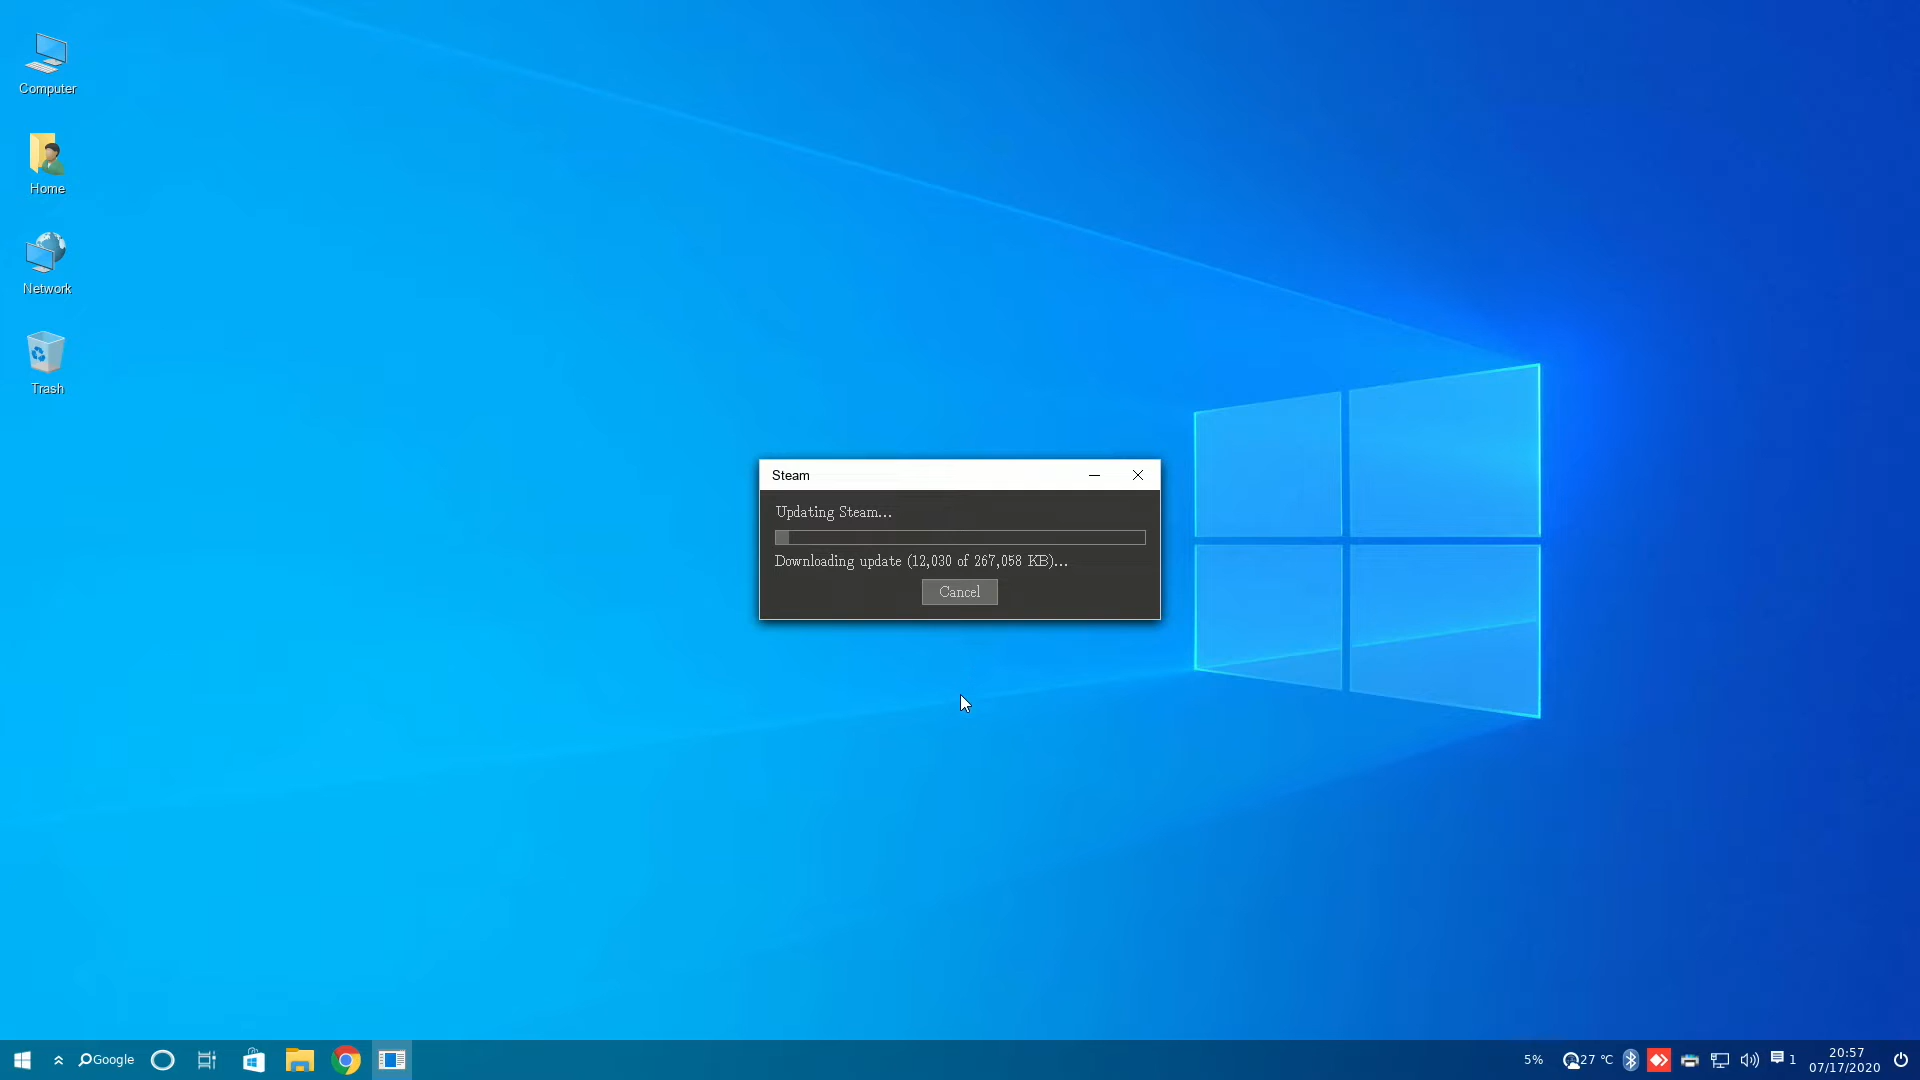 Computer
Home
Network
Trash
Steam
Updating Steam...
Downloading update (12,030 of 267,058 KB)...
Cancel
Google
5%
27 °C
1
20:57
07/17/2020